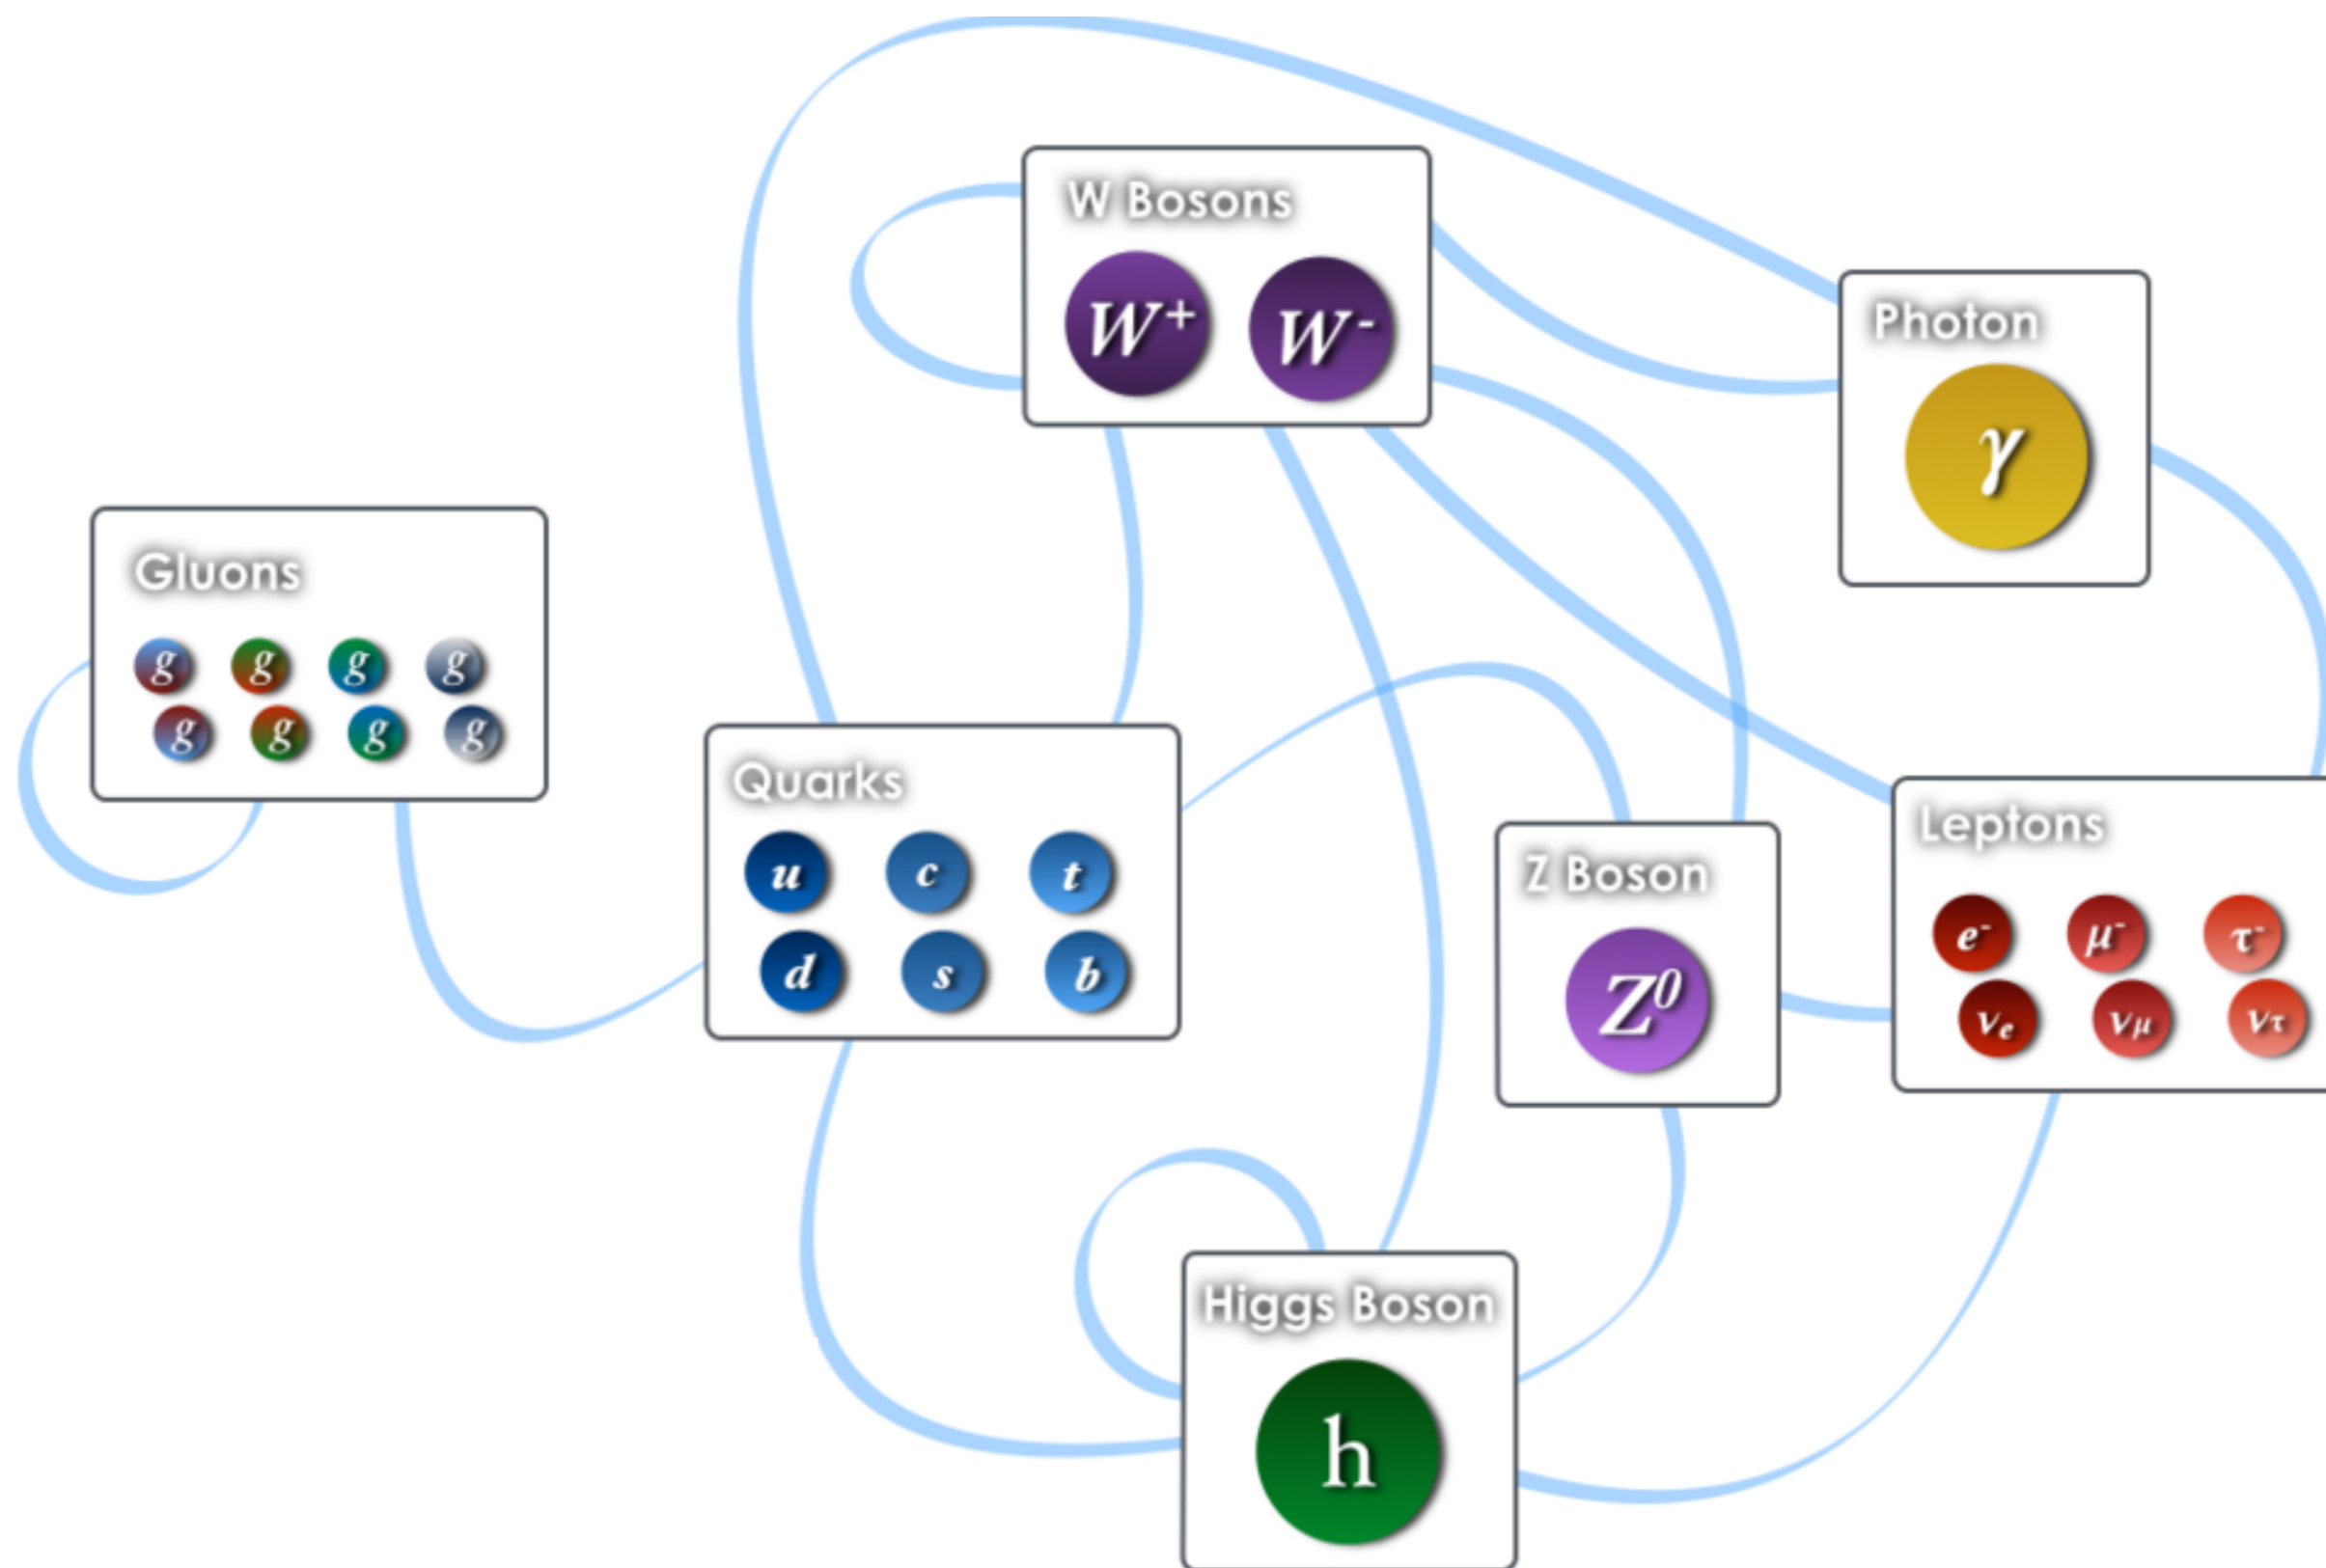 W Bosons
W⁺ W⁻
Photon
γ
Gluons
g g g g
g g g g
Quarks
u c t
d s b
Z Boson
Z⁰
Leptons
e⁻ μ⁻ τ⁻
νe νμ ντ
Higgs Boson
h